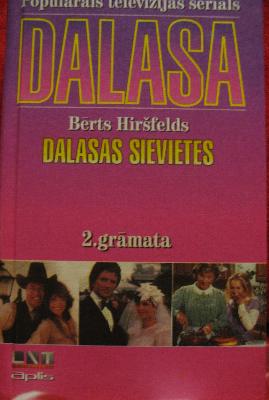 Populārais televīzijas seriāls
DALASA
Berts Hiršfelds
DALASAS SIEVIETES
2.grāmata
LNT
aplis